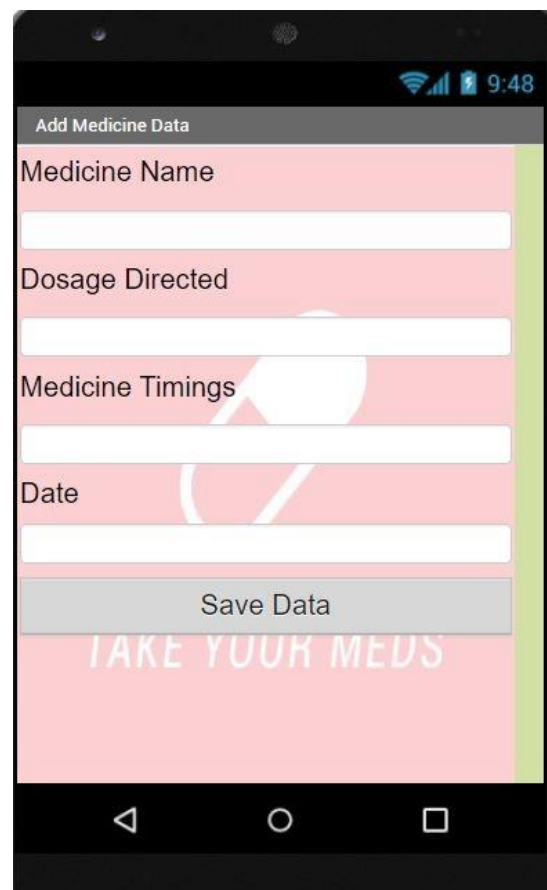 9:48
Add Medicine Data
Medicine Name
Dosage Directed
Medicine Timings
Date
Save Data
TAKE YOUR MEDS